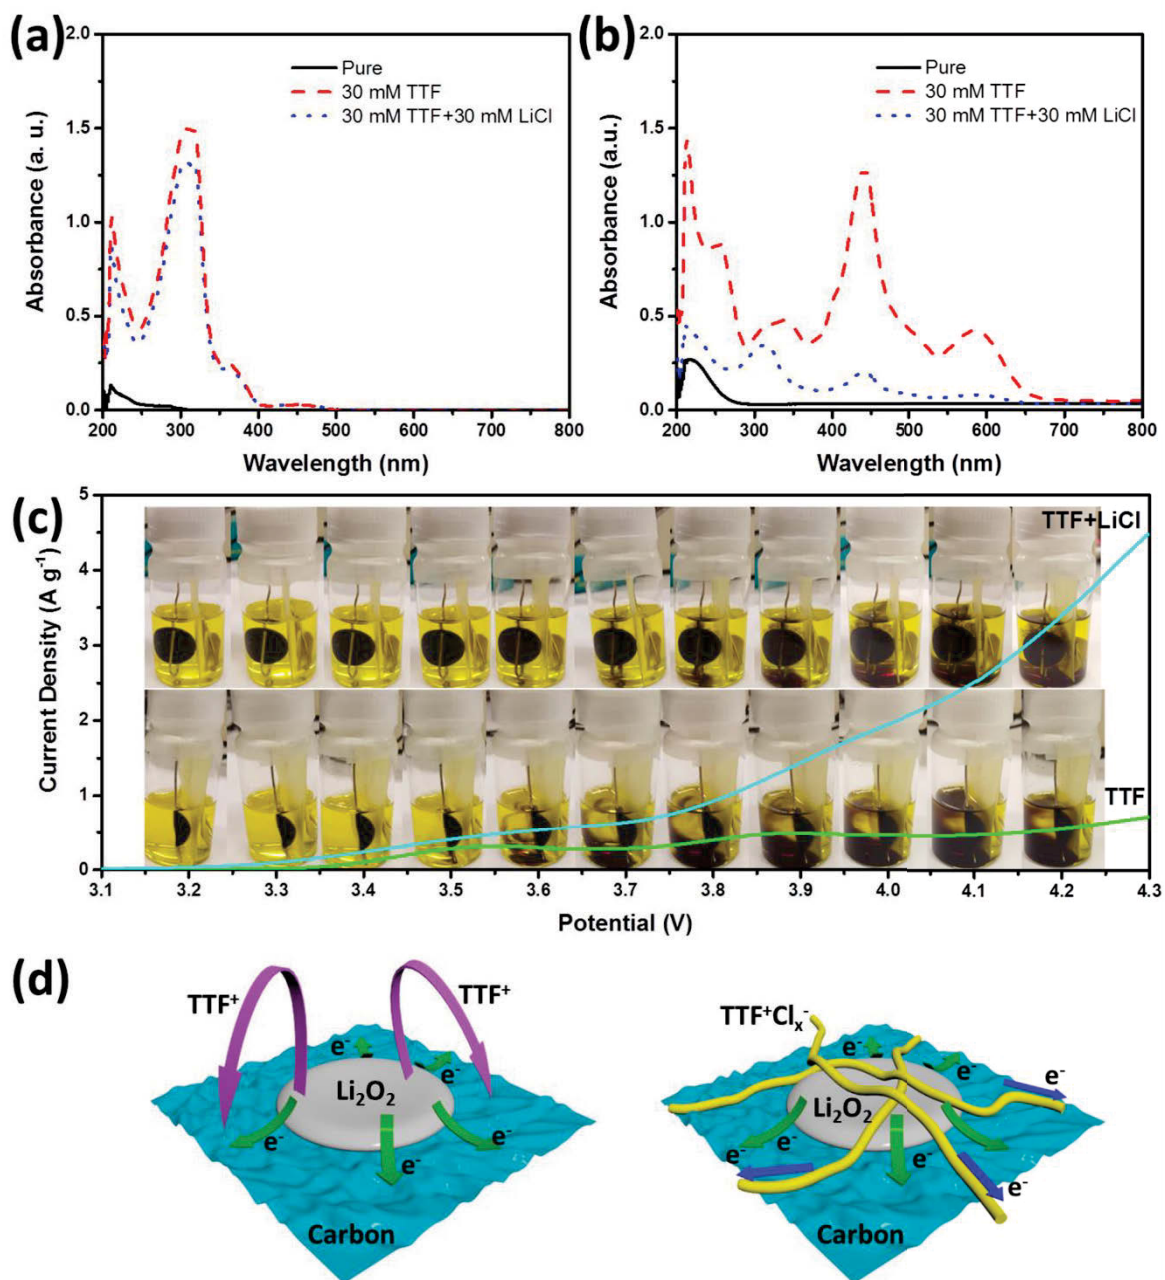 (a)
2.0
1.5
1.0
0.5
0.0
Absorbance (a. u.)
Pure
30 mM TTF
30 mM TTF+30 mM LiCl
200 300 400 500 600 700 800
Wavelength (nm)
(b)
2.0
1.5
1.0
0.5
0.0
Absorbance (a.u.)
Pure
30 mM TTF
30 mM TTF+30 mM LiCl
200 300 400 500 600 700 800
Wavelength (nm)
(c)
5
4
3
2
1
0
Current Density (A g⁻¹)
TTF+LiCl
TTF
3.1 3.2 3.3 3.4 3.5 3.6 3.7 3.8 3.9 4.0 4.1 4.2 4.3
Potential (V)
(d)
TTF⁺
TTF⁺
e⁻
e⁻
Li₂O₂
e⁻
e⁻
e⁻
Carbon
TTF⁺Clₓ⁻
e⁻
e⁻
Li₂O₂
e⁻
e⁻
e⁻
Carbon